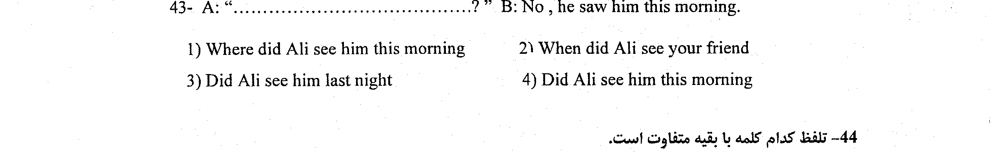 43- A: “........................................? ” B: No , he saw him this morning.
1) Where did Ali see him this morning 2) When did Ali see your friend
3) Did Ali see him last night 4) Did Ali see him this morning
44– تلفظ کدام کلمه با بقیه متفاوت است.